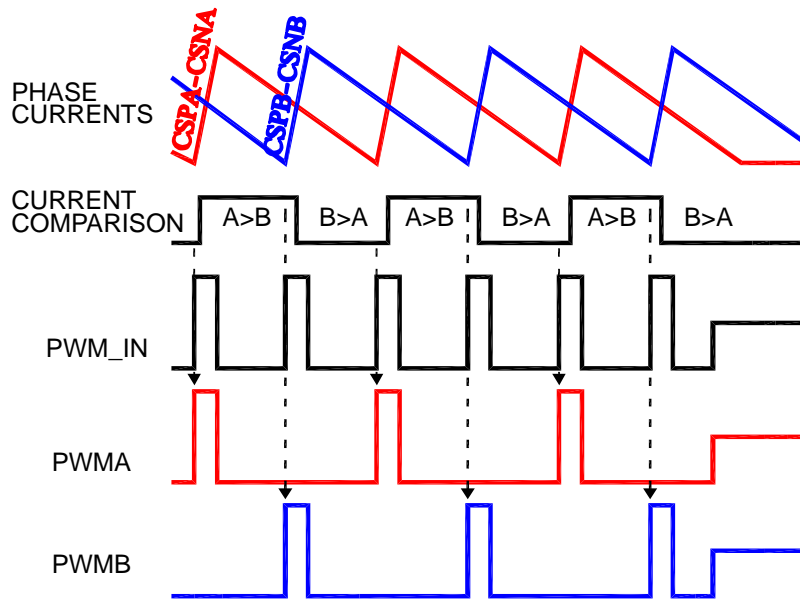 CSPA-CSNA
CSPB-CSNB
PHASE
CURRENTS
CURRENT
COMPARISON
A>B
B>A
A>B
B>A
A>B
B>A
PWM_IN
PWMA
PWMB